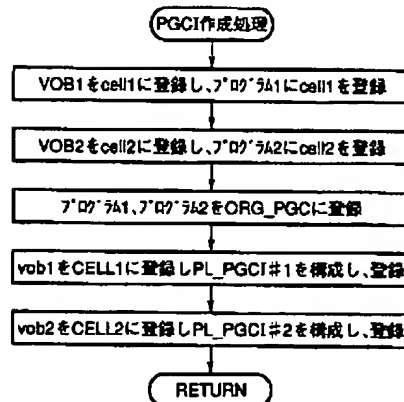 PGCI作成処理
VOB1をcell1に登録し、ﾌﾟﾛｸﾞﾗﾑ1にcell1を登録
VOB2をcell2に登録し、ﾌﾟﾛｸﾞﾗﾑ2にcell2を登録
ﾌﾟﾛｸﾞﾗﾑ1、ﾌﾟﾛｸﾞﾗﾑ2をORG_PGCに登録
vob1をCELL1に登録しPL_PGCI#1を構成し、登録
vob2をCELL2に登録しPL_PGCI#2を構成し、登録
RETURN